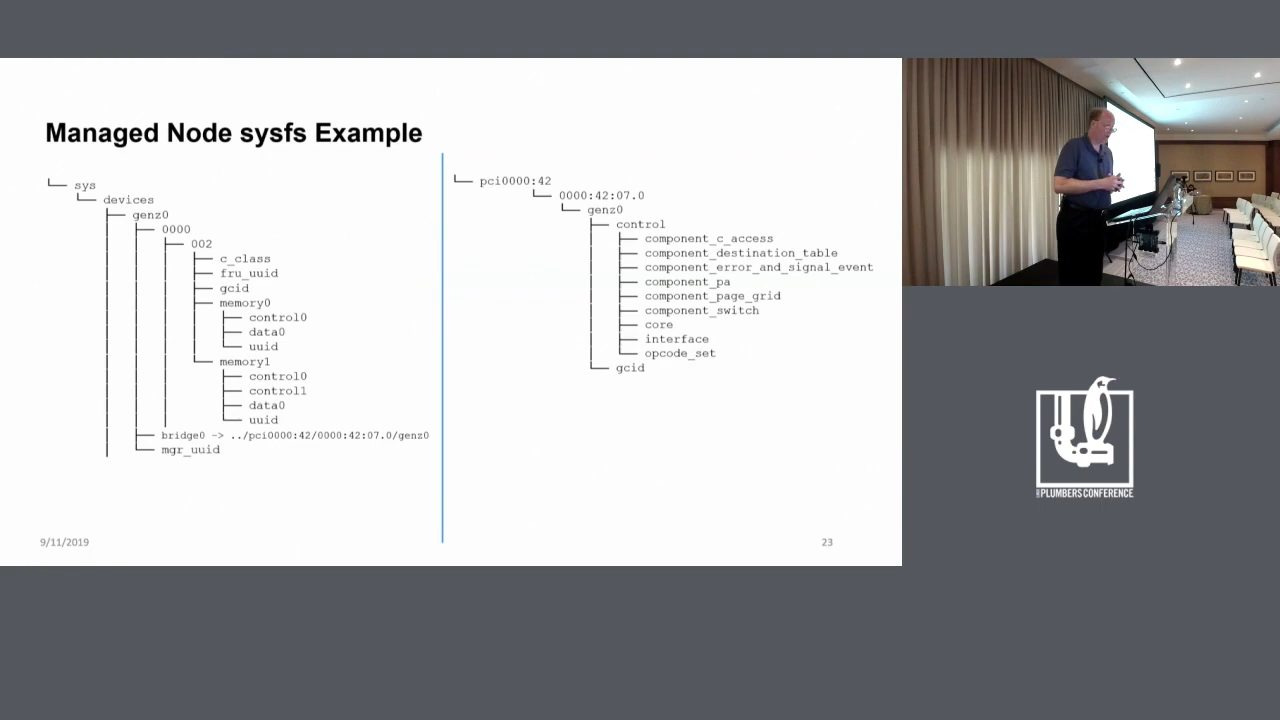 Managed Node sysfs Example
└── sys
└── devices
├── genz0
├── 0000
├── 002
├── c_class
├── fru_uuid
├── gcid
├── memory0
├── control0
├── data0
└── uuid
└── memory1
├── control0
├── control1
├── data0
└── uuid
├── bridge0 -> ../pci0000:42/0000:42:07.0/genz0
└── mgr_uuid
└── pci0000:42
└── 0000:42:07.0
└── genz0
├── control
├── component_c_access
├── component_destination_table
├── component_error_and_signal_event
├── component_pa
├── component_page_grid
├── component_switch
├── core
├── interface
└── opcode_set
└── gcid
9/11/2019
23
PLUMBERS CONFERENCE